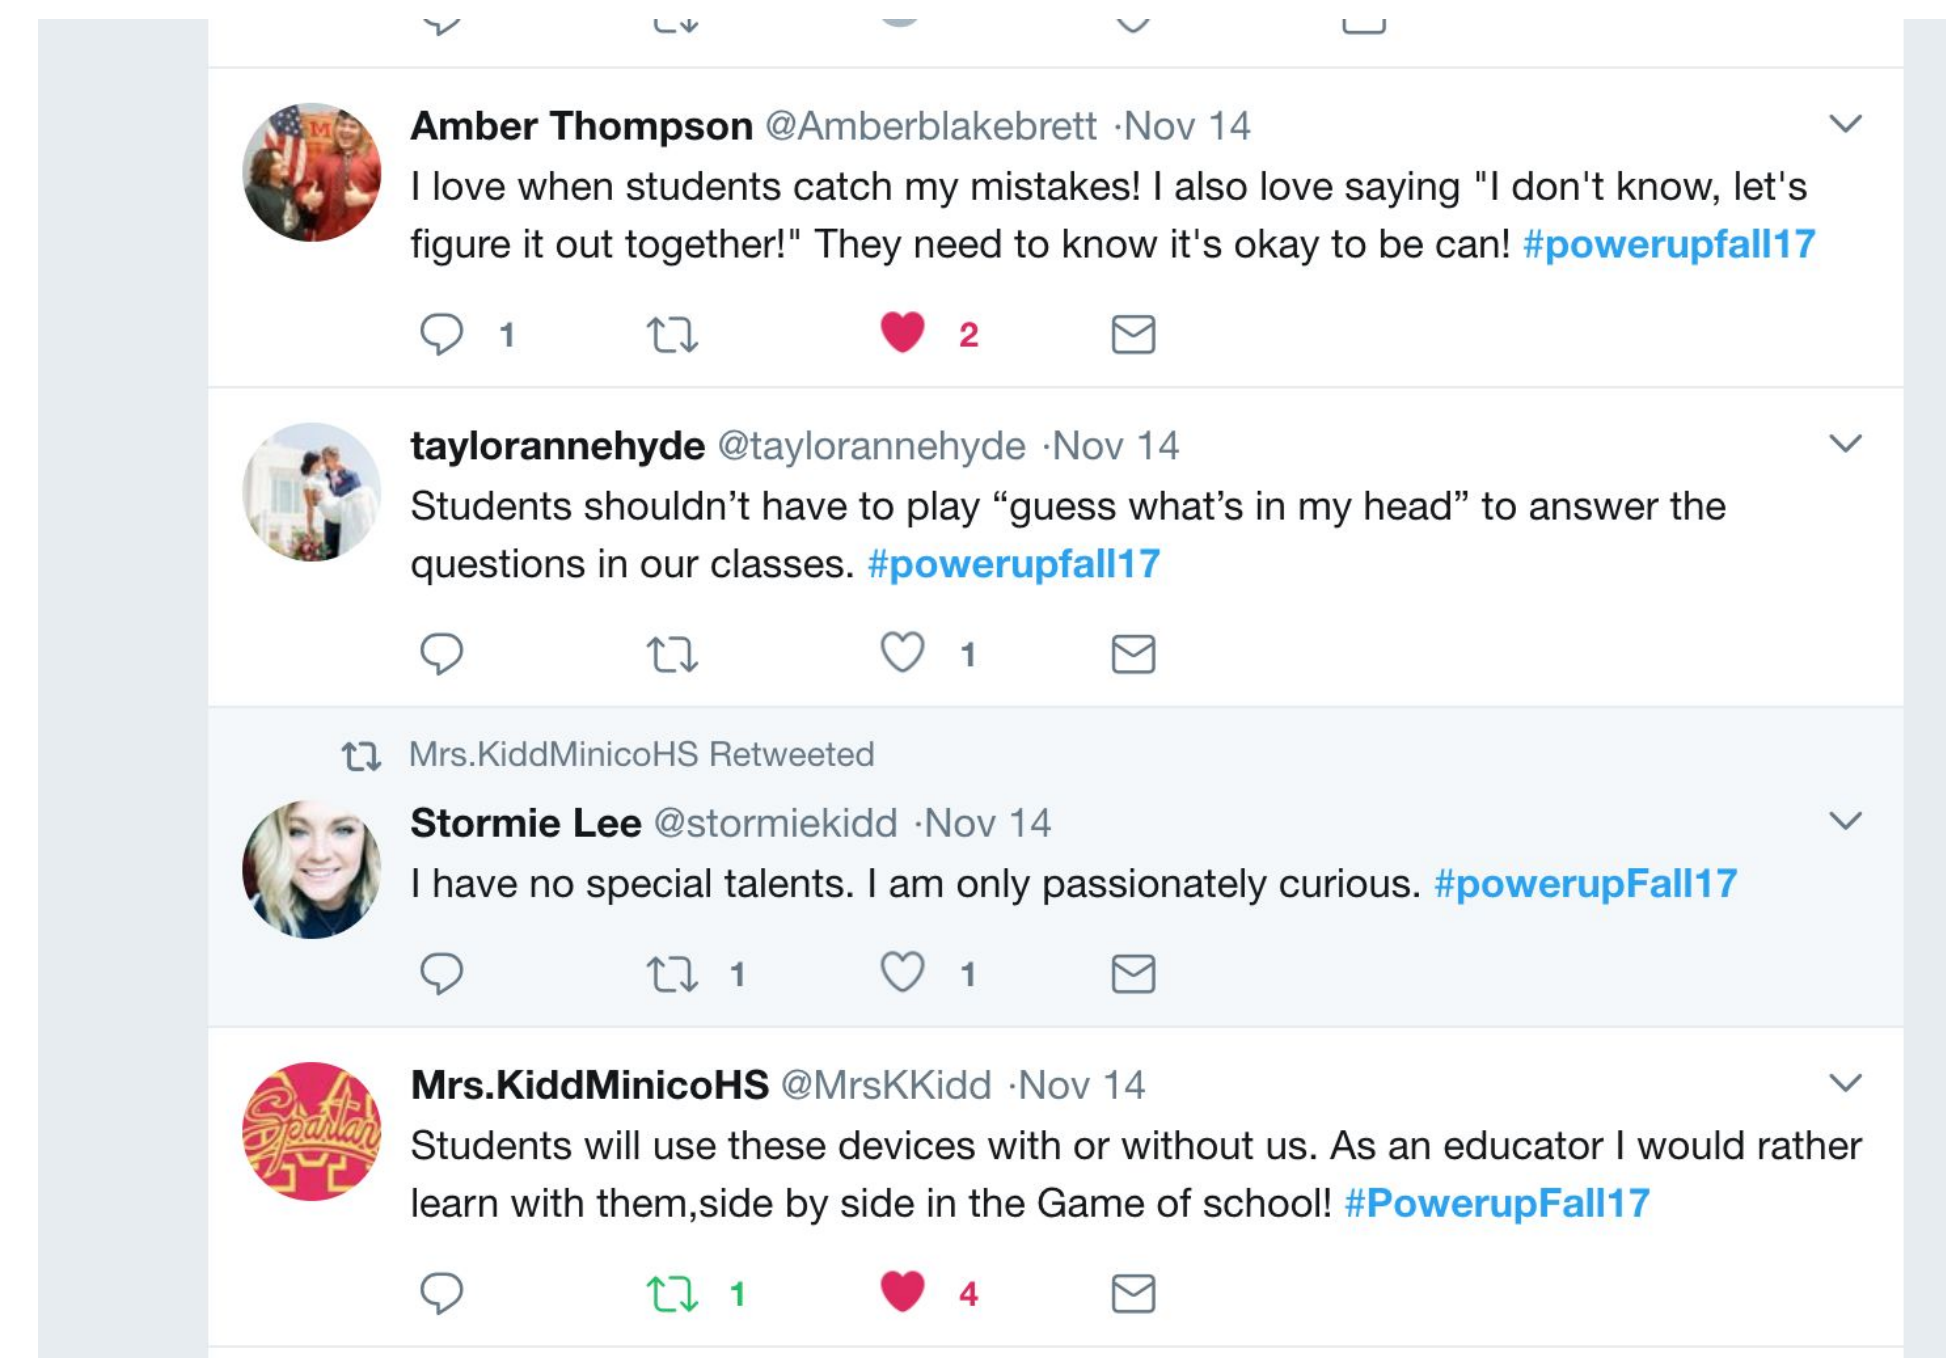 Amber Thompson @Amberblakebrett ·Nov 14
I love when students catch my mistakes! I also love saying "I don't know, let's
figure it out together!" They need to know it's okay to be can! #powerupfall17
1 2
taylorannehyde @taylorannehyde ·Nov 14
Students shouldn’t have to play “guess what’s in my head” to answer the
questions in our classes. #powerupfall17
1
Mrs.KiddMinicoHS Retweeted
Stormie Lee @stormiekidd ·Nov 14
I have no special talents. I am only passionately curious. #powerupFall17
1 1
Spartan
Mrs.KiddMinicoHS @MrsKKidd ·Nov 14
Students will use these devices with or without us. As an educator I would rather
learn with them,side by side in the Game of school! #PowerupFall17
1 4